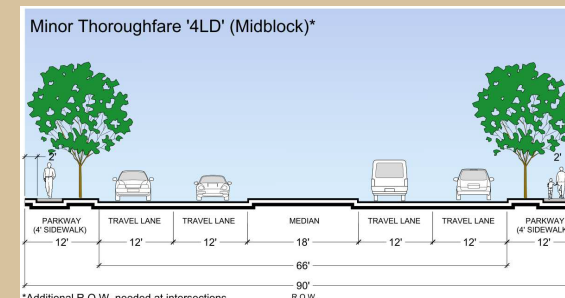 Minor Thoroughfare '4LD' (Midblock)*
2'
2'
PARKWAY
(4' SIDEWALK)
TRAVEL LANE
TRAVEL LANE
MEDIAN
TRAVEL LANE
TRAVEL LANE
PARKWAY
(4' SIDEWALK)
12'
12'
12'
18'
12'
12'
12'
66'
90'
*Additional R.O.W. needed at intersections
R.O.W.